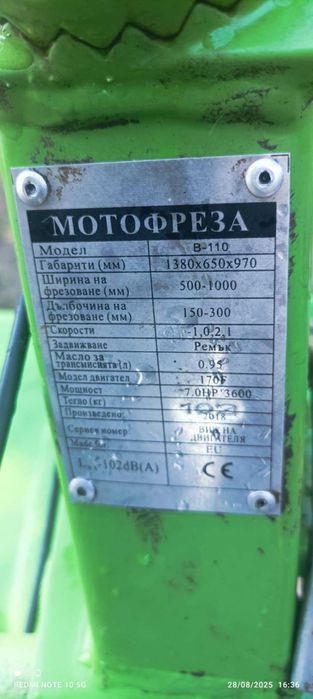 МОТОФРЕЗА
Модел B-110
Габарити (мм) 1380x650x970
Ширина на
фрезоване (мм) 500-1000
Дълбочина на
фрезоване (мм) 150-300
Скорости -1,0,2,1
Задвижване Ремък
Масло за
трансмисията(л) 0.95
Модел двигател 170F
Мощност 7.0HP/3600
Тегло (кг)
Произведено 2018
Сериен номер ВИЖ НА
ДВИГАТЕЛЯ
Made in EU
102dB(A) CE
REDMI NOTE 10 5G 28/08/2025 16:36